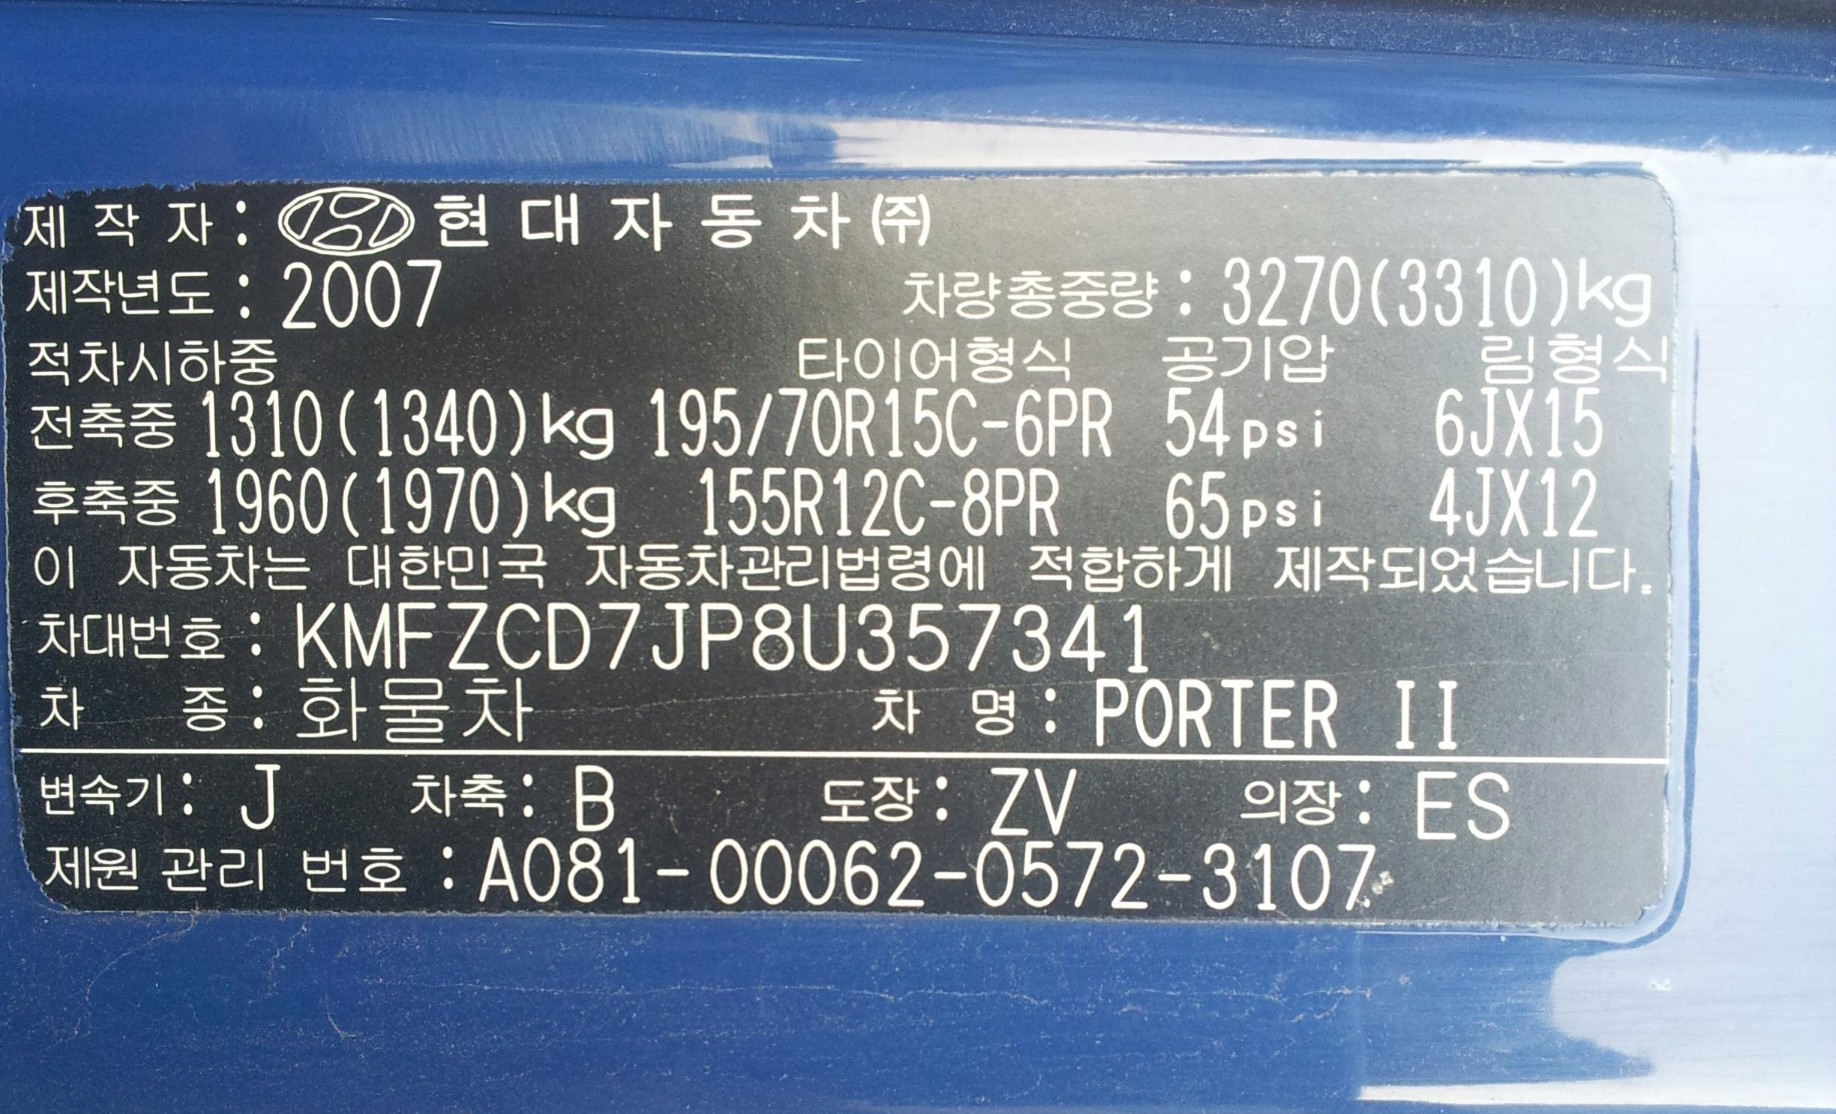 제 작 자 : 현 대 자 동 차 ㈜
제작년도 : 2007 차량총중량 : 3270(3310)kg
적차시하중 타이어형식 공기압 림형식
전축중 1310(1340)kg 195/70R15C-6PR 54psi 6JX15
후축중 1960(1970)kg 155R12C-8PR 65psi 4JX12
이 자동차는 대한민국 자동차관리법령에 적합하게 제작되었습니다.
차대번호 : KMFZCD7JP8U357341
차 종 : 화물차 차 명 : PORTER II
변속기 : J 차축 : B 도장 : ZV 의장 : ES
제원 관리 번호 : A081-00062-0572-3107